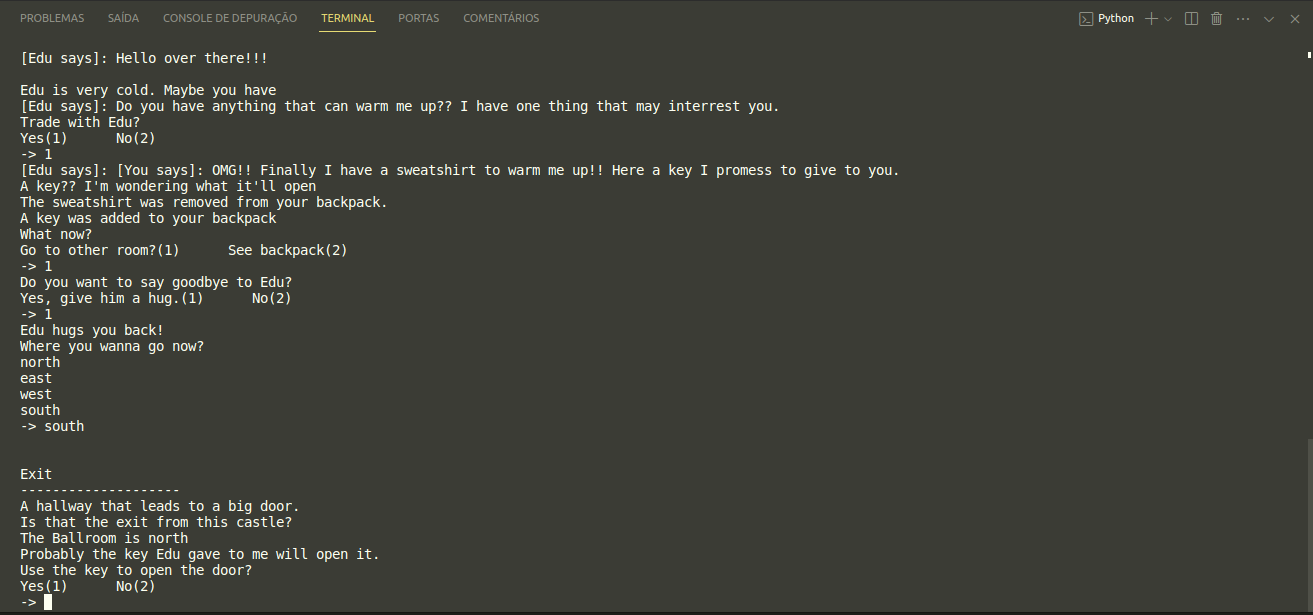 PROBLEMAS SAÍDA CONSOLE DE DEPURAÇÃO TERMINAL PORTAS COMENTÁRIOS Python
[Edu says]: Hello over there!!!
Edu is very cold. Maybe you have
[Edu says]: Do you have anything that can warm me up?? I have one thing that may interrest you.
Trade with Edu?
Yes(1) No(2)
-> 1
[Edu says]: [You says]: OMG!! Finally I have a sweatshirt to warm me up!! Here a key I promess to give to you.
A key?? I'm wondering what it'll open
The sweatshirt was removed from your backpack.
A key was added to your backpack
What now?
Go to other room?(1) See backpack(2)
-> 1
Do you want to say goodbye to Edu?
Yes, give him a hug.(1) No(2)
-> 1
Edu hugs you back!
Where you wanna go now?
north
east
west
south
-> south
Exit
--------------------
A hallway that leads to a big door.
Is that the exit from this castle?
The Ballroom is north
Probably the key Edu gave to me will open it.
Use the key to open the door?
Yes(1) No(2)
->